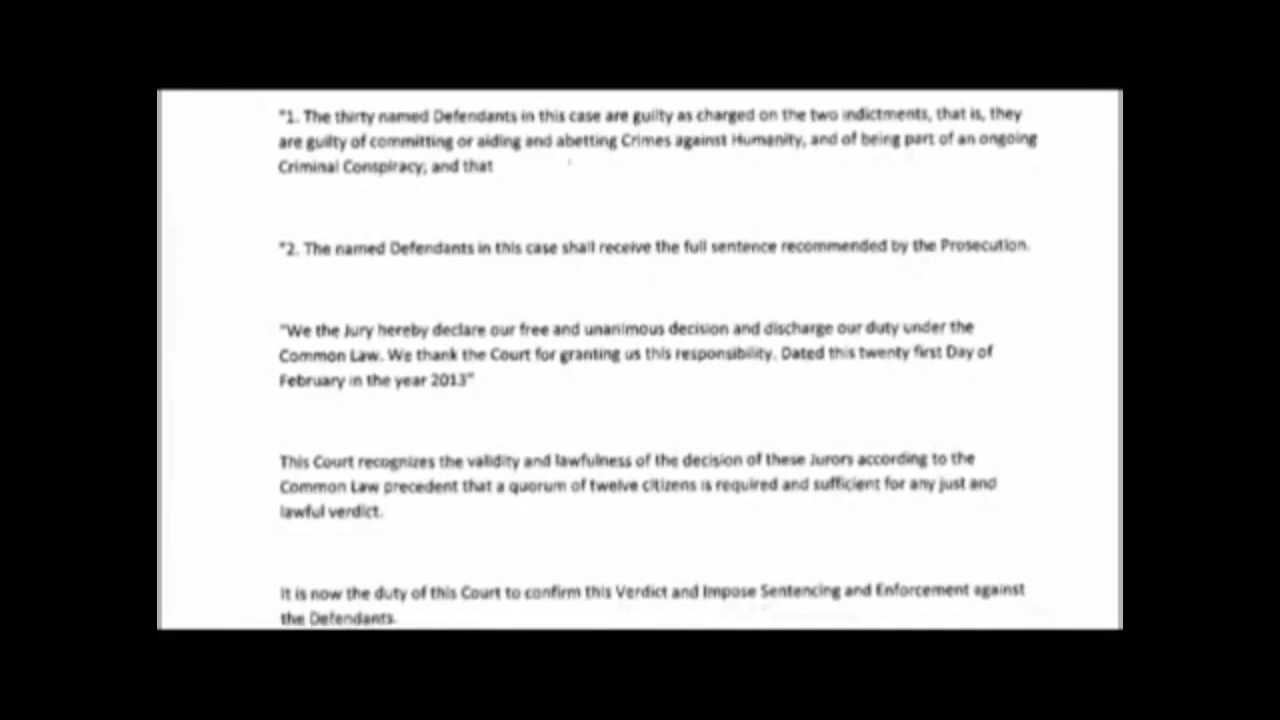 "1. The thirty named Defendants in this case are guilty as charged on the two indictments, that is, they
are guilty of committing or aiding and abetting Crimes against Humanity, and of being part of an ongoing
Criminal Conspiracy; and that
"2. The named Defendants in this case shall receive the full sentence recommended by the Prosecution.
"We the Jury hereby declare our free and unanimous decision and discharge our duty under the
Common Law. We thank the Court for granting us this responsibility. Dated this twenty first Day of
February in the year 2013"
This Court recognizes the validity and lawfulness of the decision of these Jurors according to the
Common Law precedent that a quorum of twelve citizens is required and sufficient for any just and
lawful verdict.
It is now the duty of this Court to confirm this Verdict and Impose Sentencing and Enforcement against
the Defendants.